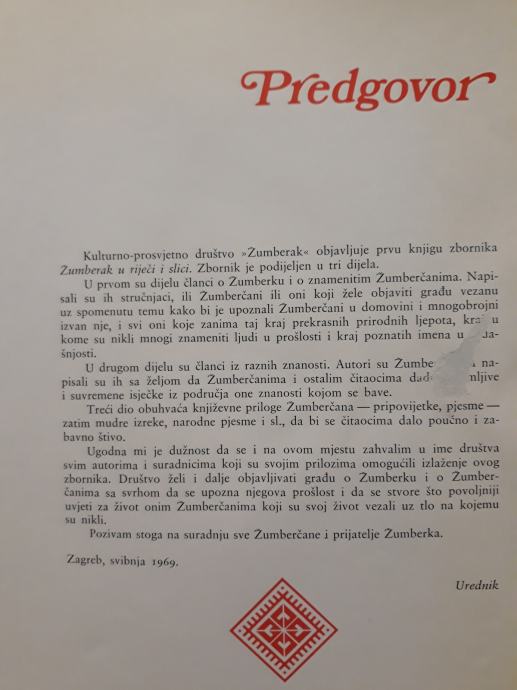 Predgovor
Kulturno-prosvjetno društvo »Žumberak« objavljuje prvu knjigu zbornika
Žumberak u riječi i slici. Zbornik je podijeljen u tri dijela.
U prvom su dijelu članci o Žumberku i o znamenitim Žumberčanima. Napi-
sali su ih stručnjaci, ili Žumberčani ili oni koji žele objaviti građu vezanu
uz spomenutu temu kako bi je upoznali Žumberčani u domovini i mnogobrojni
izvan nje, i svi oni koje zanima taj kraj prekrasnih prirodnih ljepota, kraj u
kome su nikli mnogi znameniti ljudi u prošlosti i kraj poznatih imena u
šnjosti.
U drugom dijelu su članci iz raznih znanosti. Autori su na-
pisali su ih sa željom da Žumberčanima i ostalim čitaocima
i suvremene isječke iz područja one znanosti kojom se bave.
Treći dio obuhvaća književne priloge Žumberčana — pripovijetke, pjesme —
zatim mudre izreke, narodne pjesme i sl., da bi se čitaocima dalo poučno i za-
bavno štivo.
Ugodna mi je dužnost da se i na ovom mjestu zahvalim u ime društva
svim autorima i suradnicima koji su svojim prilozima omogućili izlaženje ovog
zbornika. Društvo želi i dalje objavljivati građu o Žumberku i o Žumber-
čanima sa svrhom da se upozna njegova prošlost i da se stvore što povoljniji
uvjeti za život onim Žumberčanima koji su svoj život vezali uz tlo na kojemu
su nikli.
Pozivam stoga na suradnju sve Žumberčane i prijatelje Žumberka.
Zagreb, svibnja 1969.
Urednik